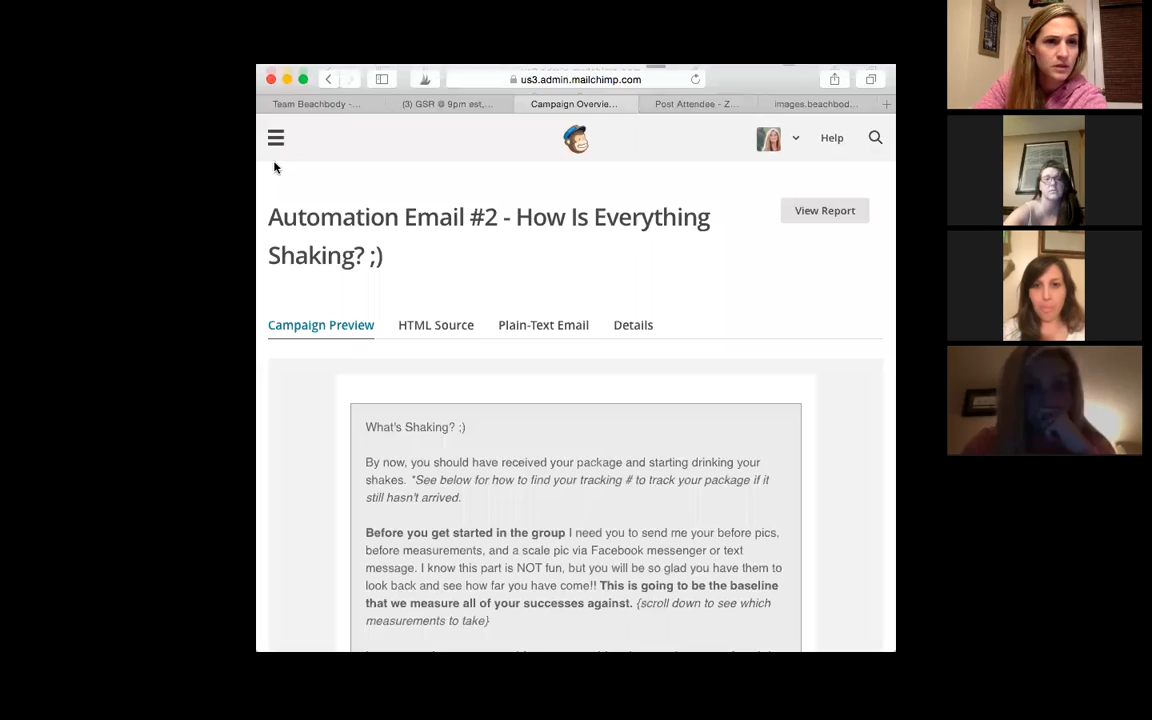 us3.admin.mailchimp.com
Team Beachbody -...
(3) GSR @ 9pm est,...
Campaign Overvie...
Post Attendee - Z...
images.beachbod...
Help
Automation Email #2 - How Is Everything
Shaking? ;)
View Report
Campaign Preview
HTML Source
Plain-Text Email
Details
What's Shaking? ;)
By now, you should have received your package and starting drinking your
shakes. *See below for how to find your tracking # to track your package if it
still hasn't arrived.
Before you get started in the group I need you to send me your before pics,
before measurements, and a scale pic via Facebook messenger or text
message. I know this part is NOT fun, but you will be so glad you have them to
look back and see how far you have come!! This is going to be the baseline
that we measure all of your successes against. {scroll down to see which
measurements to take}